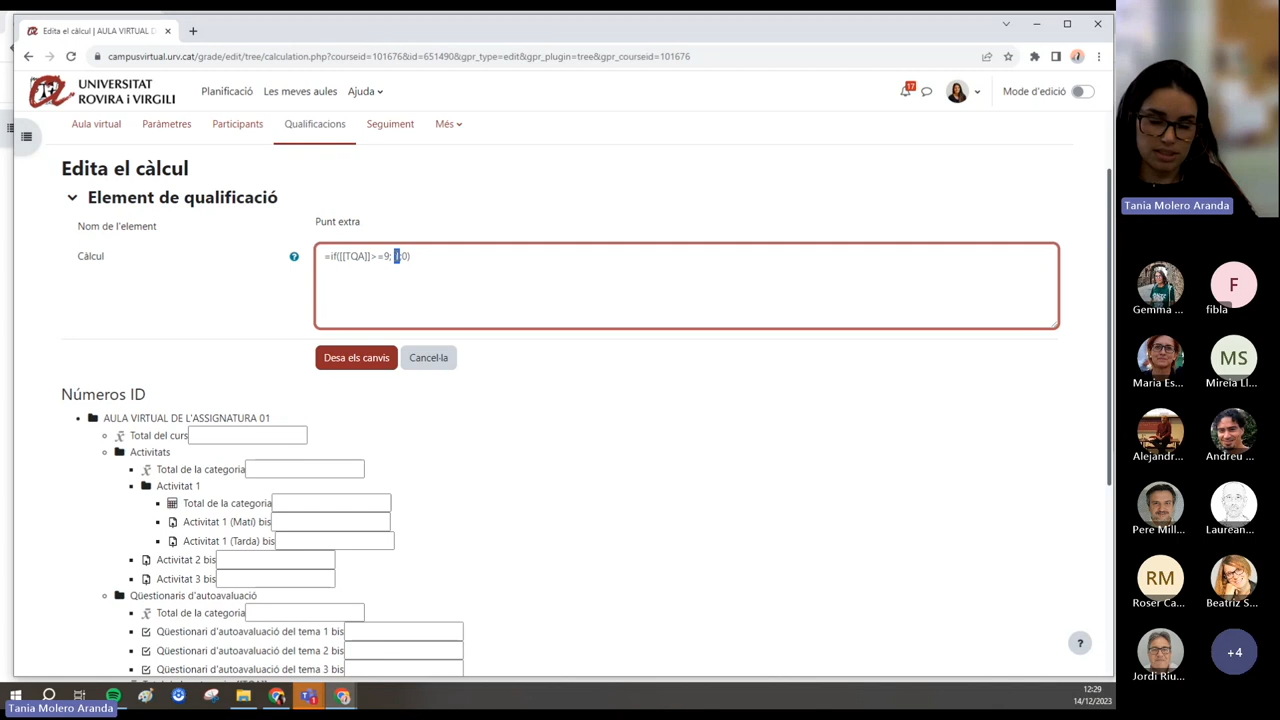 Edita el càlcul | AULA VIRTUAL D
campusvirtual.urv.cat/grade/edit/tree/calculation.php?courseid=101676&id=651490&gpr_type=edit&gpr_plugin=tree&gpr_courseid=101676
UNIVERSITAT
ROVIRA i VIRGILI
Planificació Les meves aules Ajuda
17
Mode d'edició
Aula virtual Paràmetres Participants Qualificacions Seguiment Més
Edita el càlcul
Element de qualificació
Nom de l'element Punt extra
Càlcul ? =if([[TQA]]>=9; ;0)
Desa els canvis Cancel·la
Números ID
AULA VIRTUAL DE L'ASSIGNATURA 01
Total del curs
Activitats
Total de la categoria
Activitat 1
Total de la categoria
Activitat 1 (Matí) bis
Activitat 1 (Tarda) bis
Activitat 2 bis
Activitat 3 bis
Qüestionaris d'autoavaluació
Total de la categoria
Qüestionari d'autoavaluació del tema 1 bis
Qüestionari d'autoavaluació del tema 2 bis
Qüestionari d'autoavaluació del tema 3 bis
?
12:29
14/12/2023
Tania Molero Aranda
Tania Molero Aranda
Gemma ...
F
fibla
Maria Es...
MS
Mireia Ll...
Alejandr...
Andreu ...
Pere Mill...
Laurean...
RM
Roser Ca...
Beatriz S...
Jordi Riu...
+4